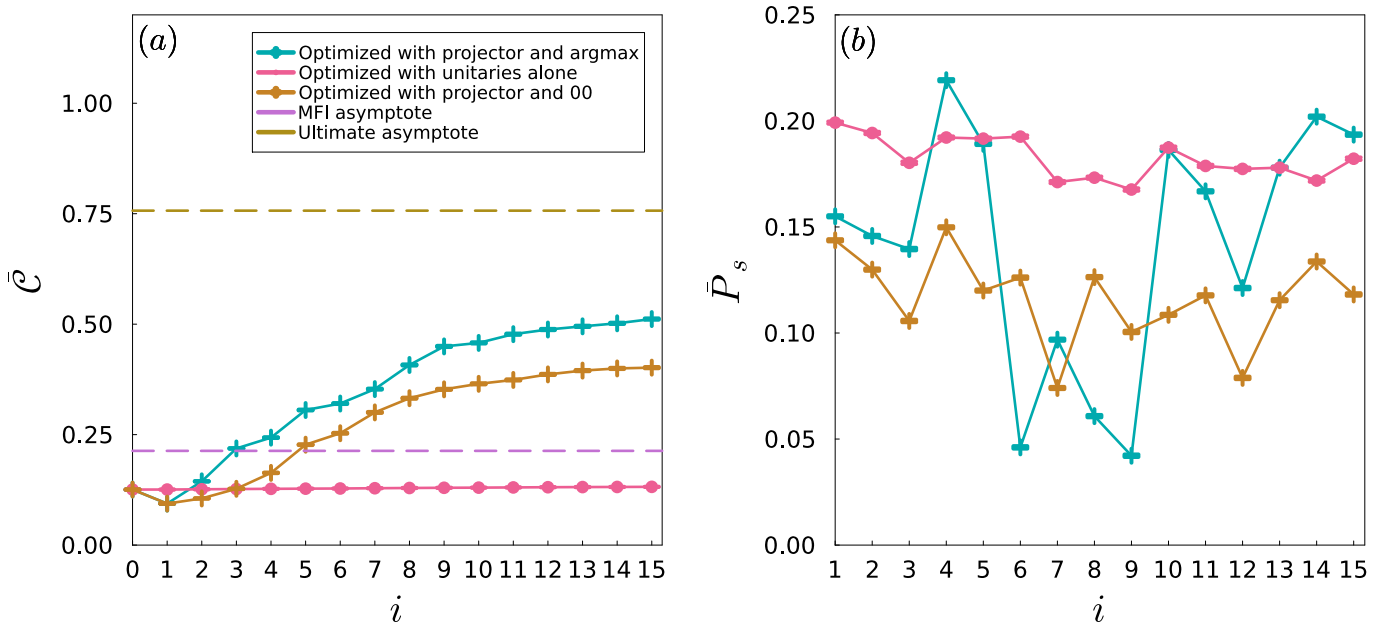 (a)
Optimized with projector and argmax
Optimized with unitaries alone
Optimized with projector and 00
MFI asymptote
Ultimate asymptote
1.00
0.75
0.50
0.25
0.00
0 1 2 3 4 5 6 7 8 9 10 11 12 13 14 15
i
C̄
(b)
0.25
0.20
0.15
0.10
0.05
0.00
1 2 3 4 5 6 7 8 9 10 11 12 13 14 15
i
P̄ s